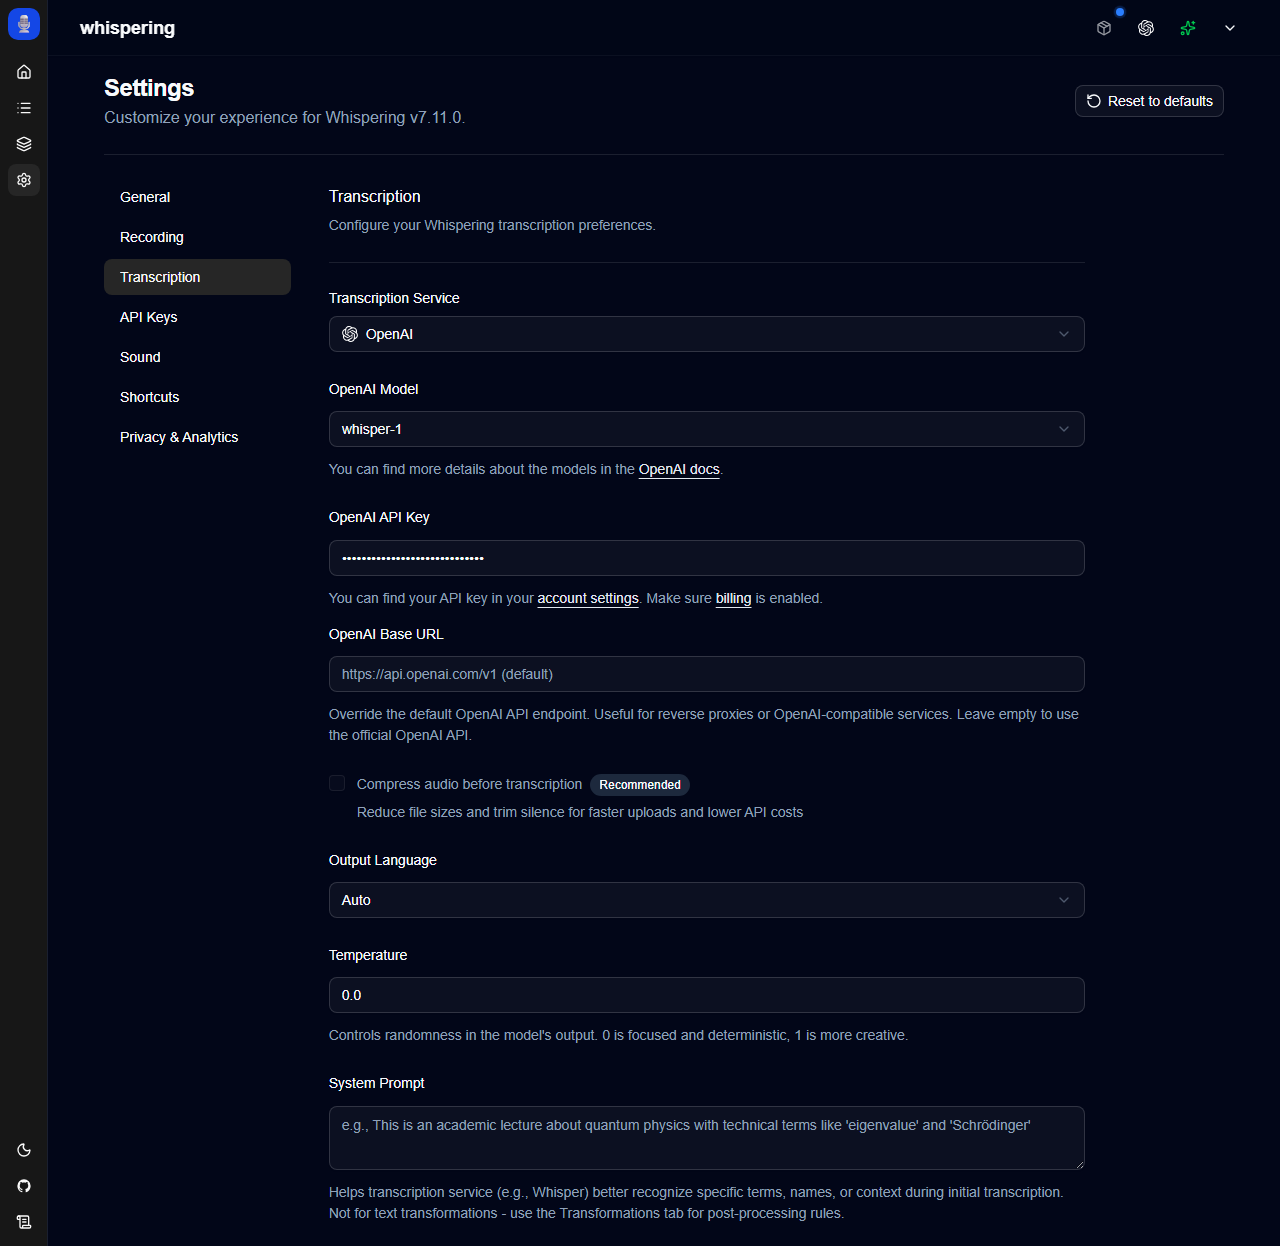 whispering
Settings
Customize your experience for Whispering v7.11.0.
Reset to defaults
General
Recording
Transcription
API Keys
Sound
Shortcuts
Privacy & Analytics
Transcription
Configure your Whispering transcription preferences.
Transcription Service
OpenAI
OpenAI Model
whisper-1
You can find more details about the models in the OpenAI docs.
OpenAI API Key
•••••••••••••••••••••••••••••
You can find your API key in your account settings. Make sure billing is enabled.
OpenAI Base URL
https://api.openai.com/v1 (default)
Override the default OpenAI API endpoint. Useful for reverse proxies or OpenAI-compatible services. Leave empty to use
the official OpenAI API.
Compress audio before transcription Recommended
Reduce file sizes and trim silence for faster uploads and lower API costs
Output Language
Auto
Temperature
0.0
Controls randomness in the model's output. 0 is focused and deterministic, 1 is more creative.
System Prompt
e.g., This is an academic lecture about quantum physics with technical terms like 'eigenvalue' and 'Schrödinger'
Helps transcription service (e.g., Whisper) better recognize specific terms, names, or context during initial transcription.
Not for text transformations - use the Transformations tab for post-processing rules.